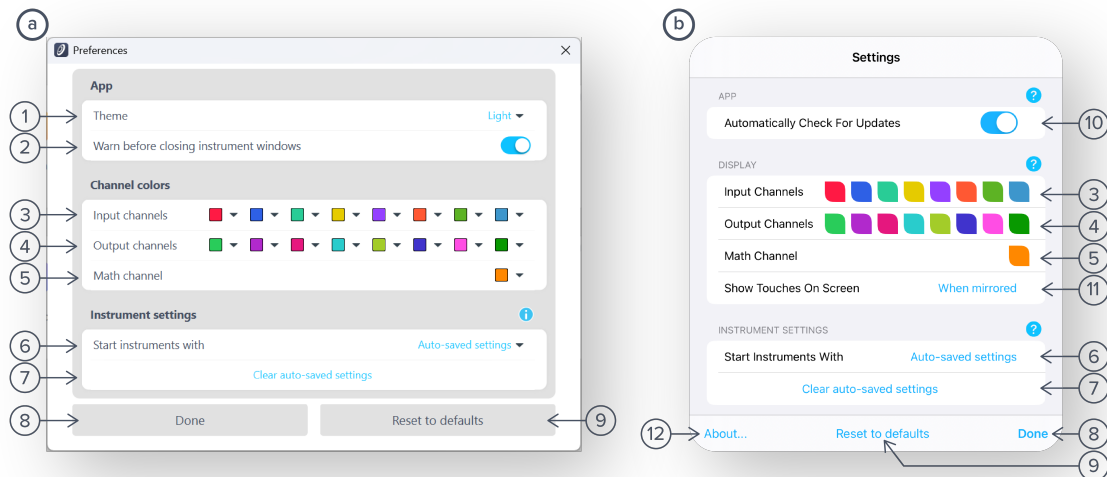 a
Preferences
App
1
Theme
Light
2
Warn before closing instrument windows
Channel colors
3
Input channels
4
Output channels
5
Math channel
Instrument settings
6
Start instruments with
Auto-saved settings
7
Clear auto-saved settings
8
Done
Reset to defaults
9
b
Settings
APP
?
Automatically Check For Updates
10
DISPLAY
?
Input Channels
3
Output Channels
4
Math Channel
5
Show Touches On Screen
When mirrored
11
INSTRUMENT SETTINGS
?
Start Instruments With
Auto-saved settings
6
Clear auto-saved settings
7
12
About...
Reset to defaults
Done
8
9